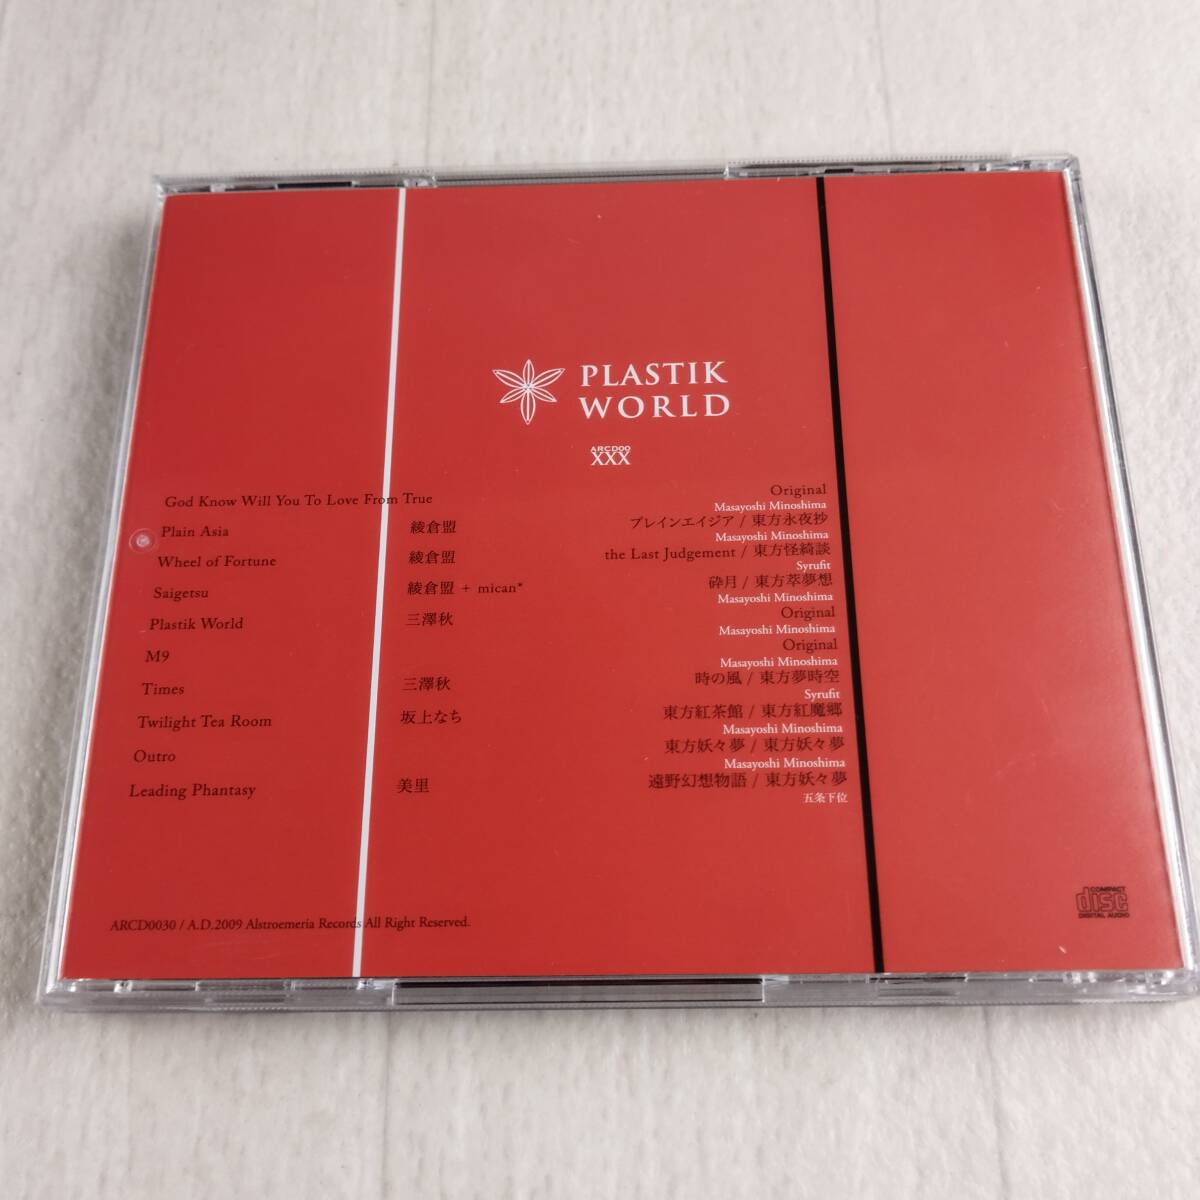 PLASTIK
WORLD
ARCD00
XXX
God Know Will You To Love From True Original
Masayoshi Minoshima
Plain Asia 綾倉盟 プレインエイジア / 東方永夜抄
Masayoshi Minoshima
Wheel of Fortune 綾倉盟 the Last Judgement / 東方怪綺談
Syrufit
Saigetsu 綾倉盟 + mican* 砕月 / 東方萃夢想
Masayoshi Minoshima
Plastik World 三澤秋 Original
Masayoshi Minoshima
M9 Original
Masayoshi Minoshima
Times 三澤秋 時の風 / 東方夢時空
Syrufit
Twilight Tea Room 坂上なち 東方紅茶館 / 東方紅魔郷
Masayoshi Minoshima
Outro 東方妖々夢 / 東方妖々夢
Masayoshi Minoshima
Leading Phantasy 美里 遠野幻想物語 / 東方妖々夢
五条下位
ARCD0030 / A.D.2009 Alstroemeria Records All Right Reserved.
COMPACT
disc
DIGITAL AUDIO